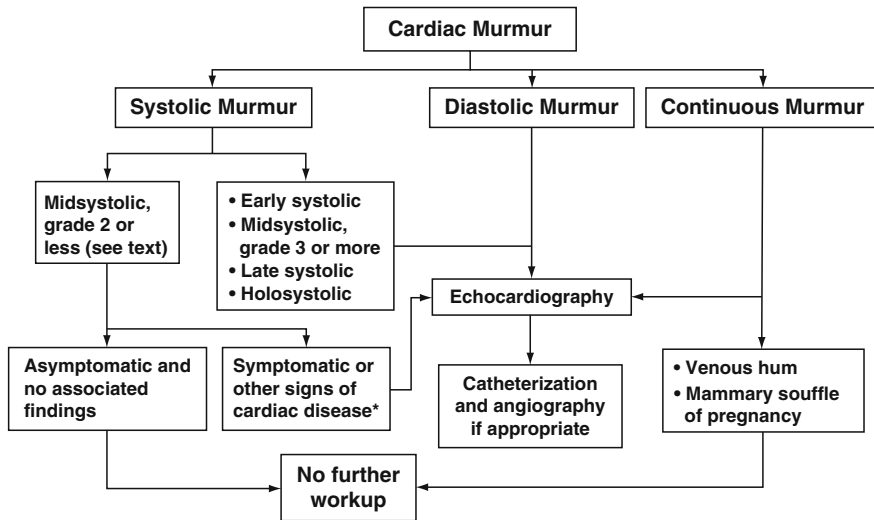 Cardiac Murmur
Systolic Murmur
Diastolic Murmur
Continuous Murmur
Midsystolic,
grade 2 or
less (see text)
• Early systolic
• Midsystolic,
grade 3 or more
• Late systolic
• Holosystolic
Echocardiography
Asymptomatic and
no associated
findings
Symptomatic or
other signs of
cardiac disease*
Catheterization
and angiography
if appropriate
• Venous hum
• Mammary souffle
of pregnancy
No further
workup